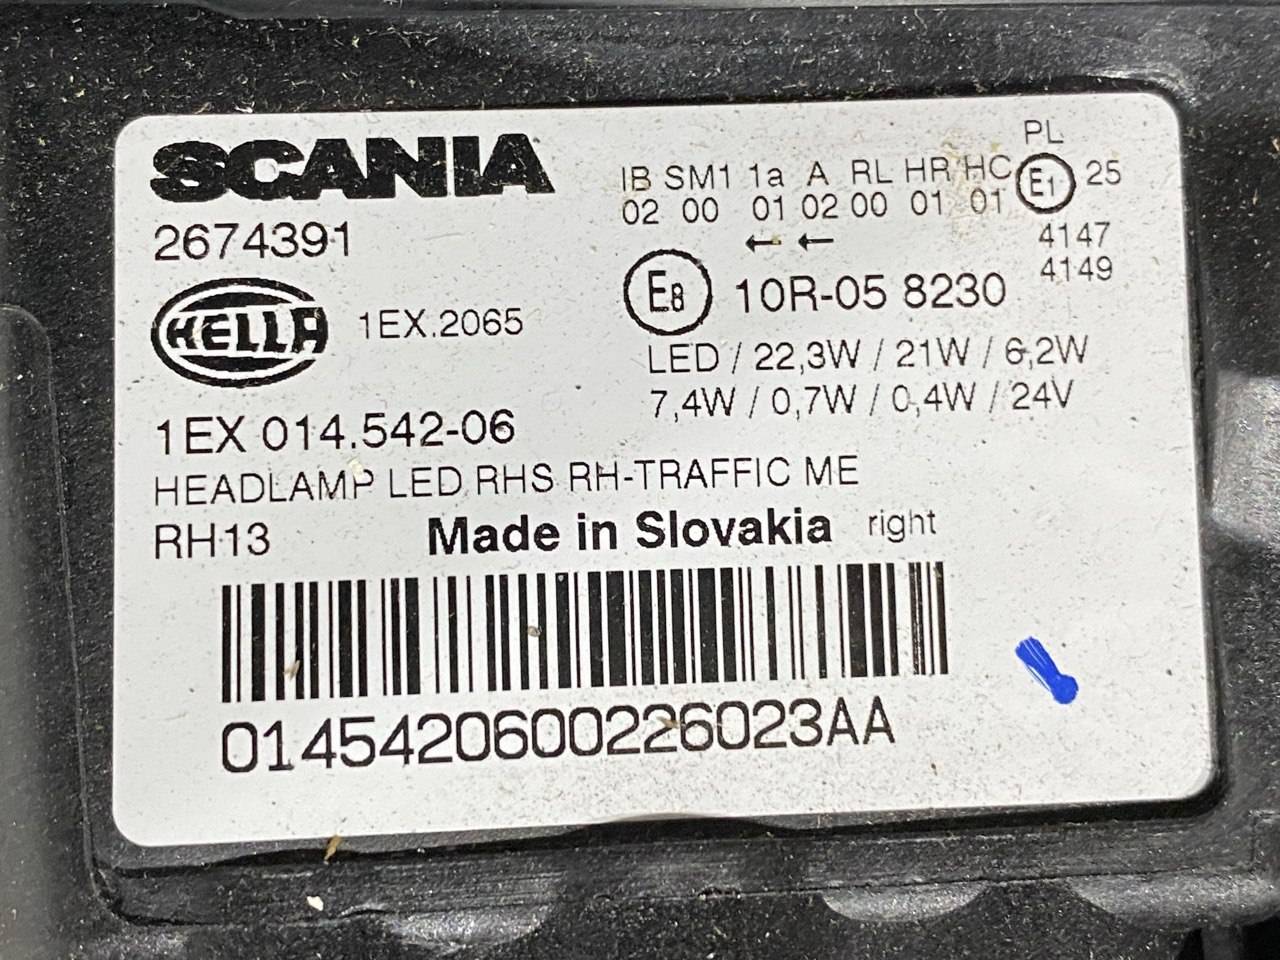 SCANIA
2674391
HELLA 1EX.2065
1EX 014.542-06
HEADLAMP LED RHS RH-TRAFFIC ME
RH13 Made in Slovakia right
PL
IB SM1 1a A RL HR HC E1 25
02 00 01 02 00 01 01
← ← 4147
4149
E8 10R-05 8230
LED / 22,3W / 21W / 6,2W
7,4W / 0,7W / 0,4W / 24V
0145420600226023AA